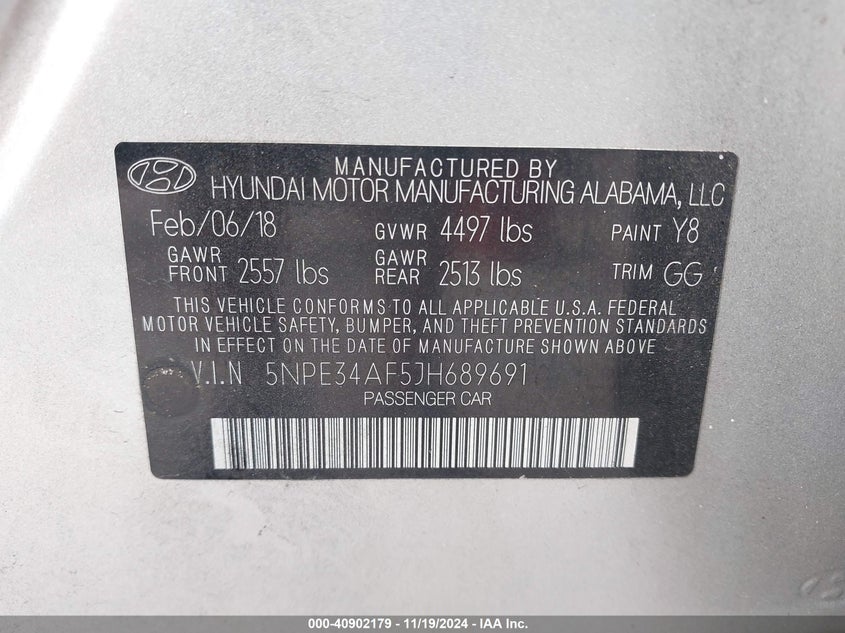 MANUFACTURED BY
HYUNDAI MOTOR MANUFACTURING ALABAMA, LLC
Feb/06/18 GVWR 4497 lbs PAINT Y8
GAWR FRONT 2557 lbs GAWR REAR 2513 lbs TRIM GG
THIS VEHICLE CONFORMS TO ALL APPLICABLE U.S.A. FEDERAL
MOTOR VEHICLE SAFETY, BUMPER, AND THEFT PREVENTION STANDARDS
IN EFFECT ON THE DATE OF MANUFACTURE SHOWN ABOVE
V.I.N 5NPE34AF5JH689691
PASSENGER CAR
000-40902179 - 11/19/2024 - IAA Inc.